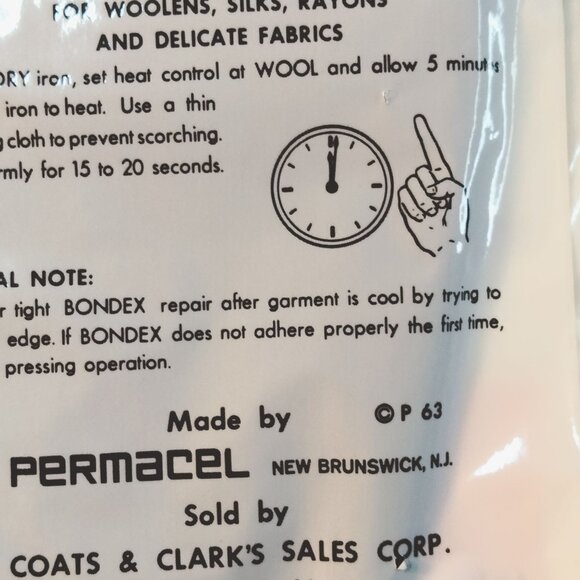 FOR WOOLENS, SILKS, RAYONS
AND DELICATE FABRICS
DRY iron, set heat control at WOOL and allow 5 minutes
iron to heat. Use a thin
g cloth to prevent scorching.
rmly for 15 to 20 seconds.
AL NOTE:
r tight BONDEX repair after garment is cool by trying to
edge. If BONDEX does not adhere properly the first time,
pressing operation.
Made by © P 63
PERMACEL NEW BRUNSWICK, N.J.
Sold by
COATS & CLARK'S SALES CORP.